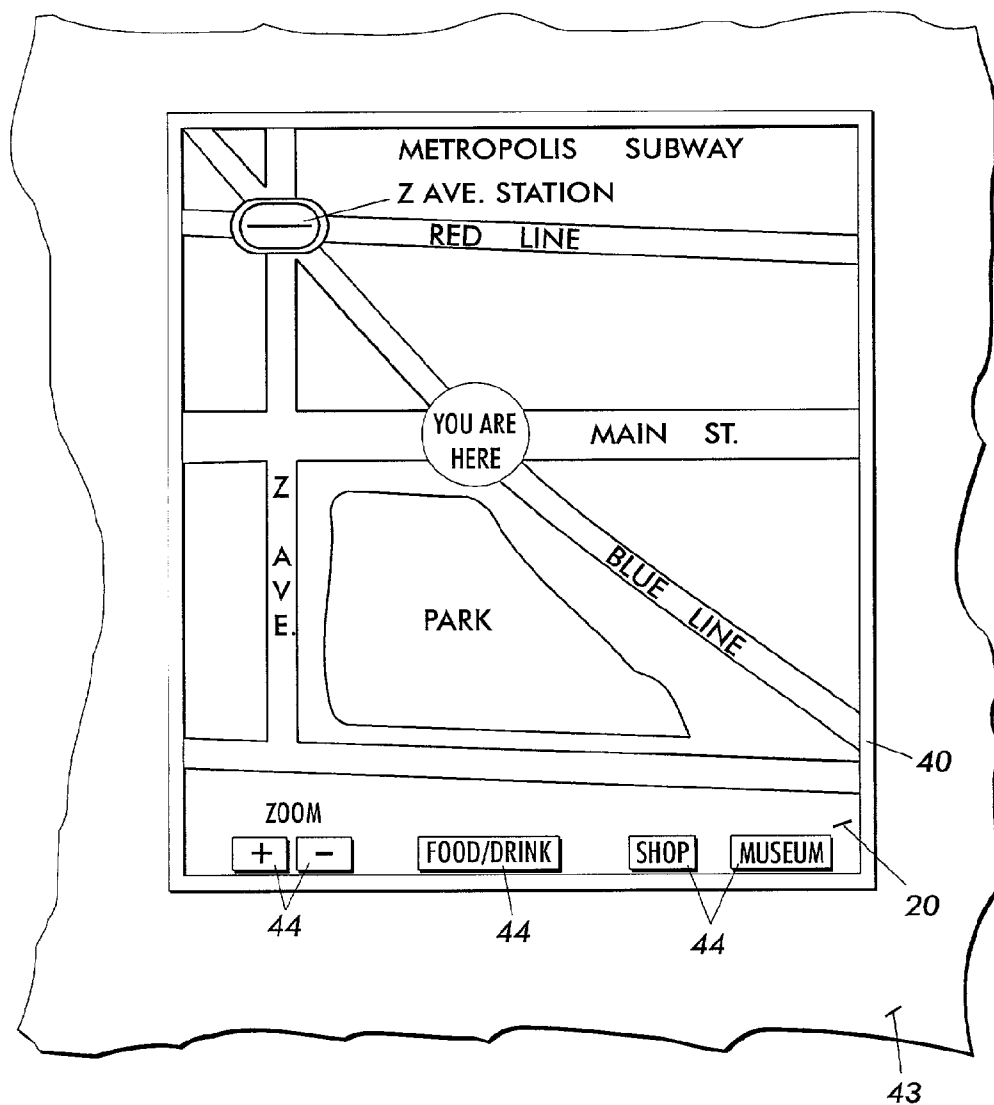 METROPOLIS SUBWAY
Z AVE. STATION
RED LINE
YOU ARE
HERE
MAIN ST.
Z AVE.
BLUE LINE
PARK
40
ZOOM
+ -
FOOD/DRINK
SHOP
MUSEUM
20
44
44
44
43